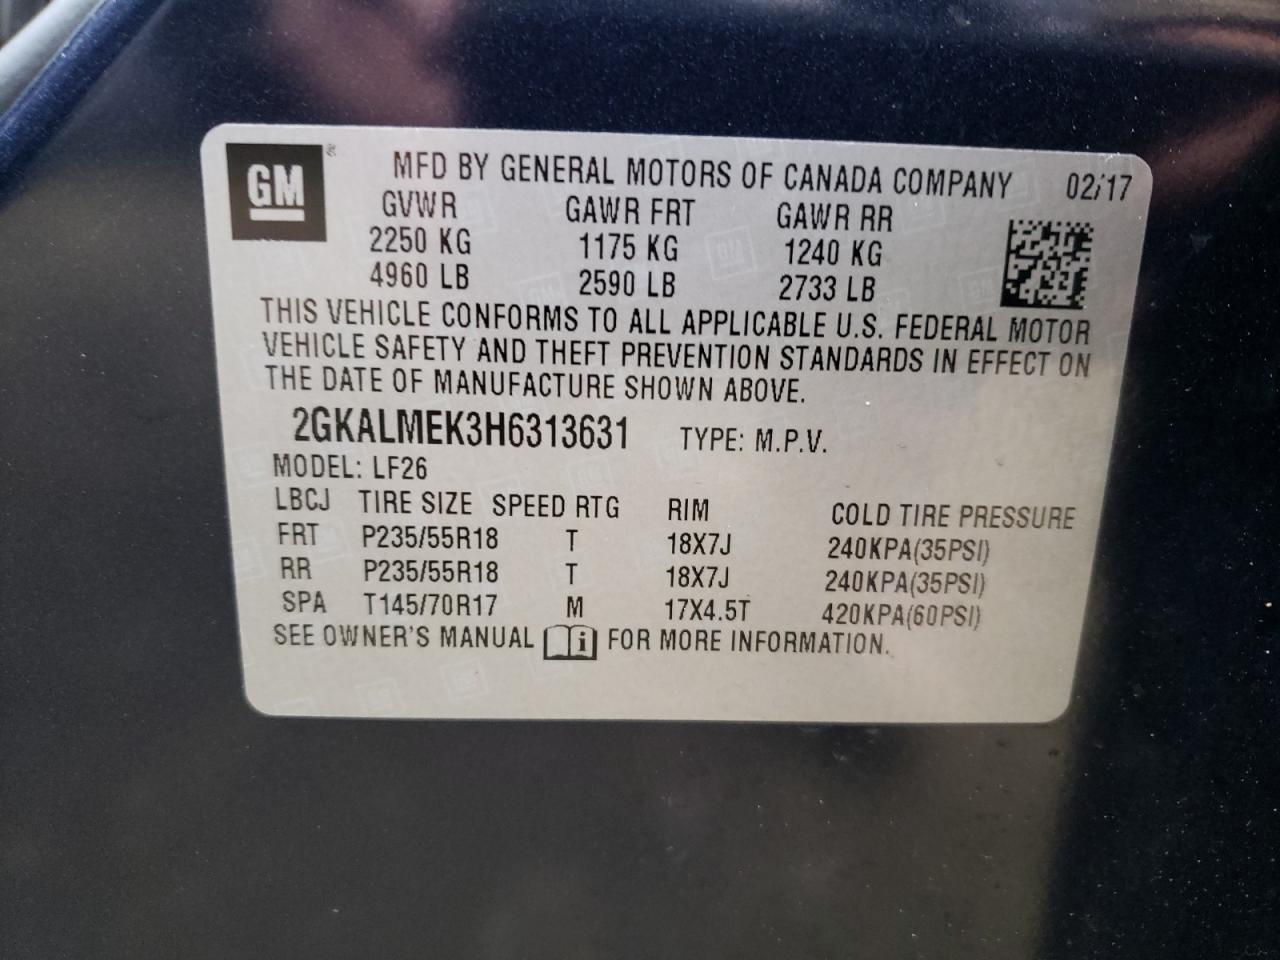 GM
MFD BY GENERAL MOTORS OF CANADA COMPANY 02/17
GVWR GAWR FRT GAWR RR
2250 KG 1175 KG 1240 KG
4960 LB 2590 LB 2733 LB
THIS VEHICLE CONFORMS TO ALL APPLICABLE U.S. FEDERAL MOTOR
VEHICLE SAFETY AND THEFT PREVENTION STANDARDS IN EFFECT ON
THE DATE OF MANUFACTURE SHOWN ABOVE.
2GKALMEK3H6313631 TYPE: M.P.V.
MODEL: LF26
LBCJ TIRE SIZE SPEED RTG RIM COLD TIRE PRESSURE
FRT P235/55R18 T 18X7J 240KPA(35PSI)
RR P235/55R18 T 18X7J 240KPA(35PSI)
SPA T145/70R17 M 17X4.5T 420KPA(60PSI)
SEE OWNER'S MANUAL i FOR MORE INFORMATION.